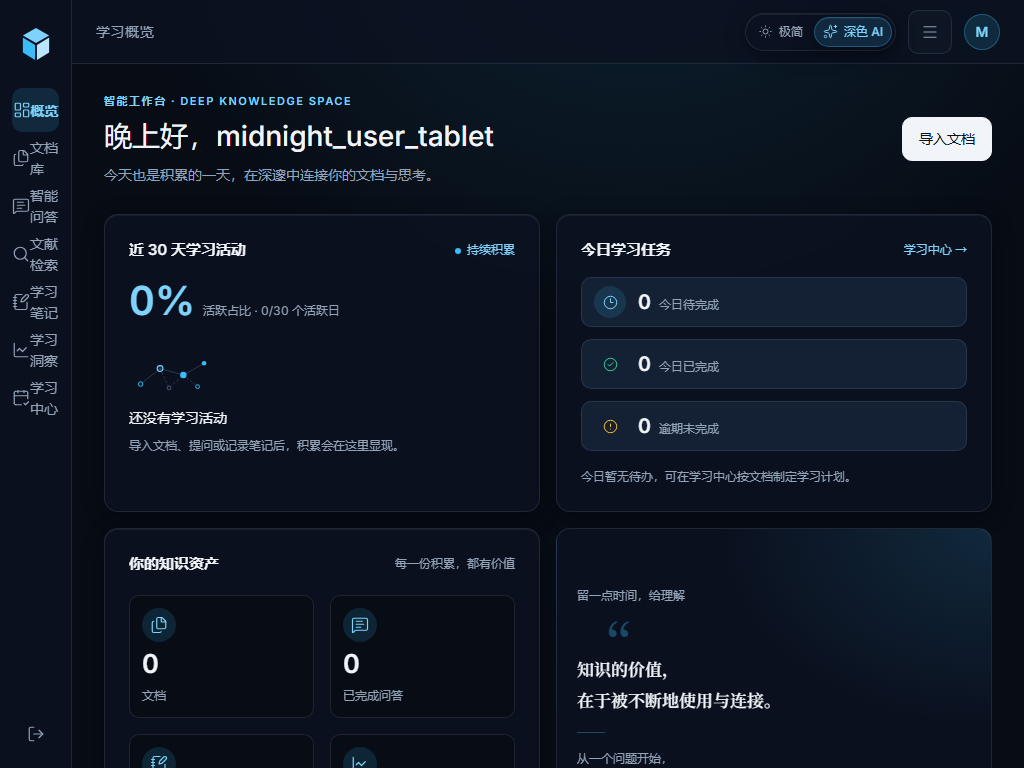 学习概览
极简
深色 AI
M
概览
文档
库
智能
问答
文献
检索
学习
笔记
学习
洞察
学习
中心
智能工作台 · DEEP KNOWLEDGE SPACE
晚上好，midnight_user_tablet
今天也是积累的一天，在深邃中连接你的文档与思考。
导入文档
近 30 天学习活动
持续积累
0% 活跃占比 · 0/30 个活跃日
还没有学习活动
导入文档、提问或记录笔记后，积累会在这里显现。
今日学习任务
学习中心 →
0 今日待完成
0 今日已完成
0 逾期未完成
今日暂无待办，可在学习中心按文档制定学习计划。
你的知识资产
每一份积累，都有价值
0
文档
0
已完成问答
留一点时间，给理解
“
知识的价值，
在于被不断地使用与连接。
从一个问题开始，